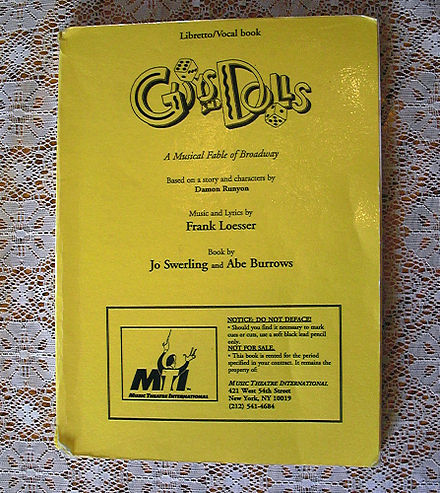 Libretto/Vocal book
GUYS AND DOLLS
A Musical Fable of Broadway
Based on a story and characters by
Damon Runyon
Music and Lyrics by
Frank Loesser
Book by
Jo Swerling and Abe Burrows
NOTICE: DO NOT DEFACE!
• Should you find it necessary to mark
cues or cuts, use a soft black lead pencil
only.
NOT FOR SALE.
• This book is rented for the period
specified in your contract. It remains the
property of:
MUSIC THEATRE INTERNATIONAL
421 West 54th Street
New York, NY 10019
(212) 541-4684
MTI
MUSIC THEATRE INTERNATIONAL